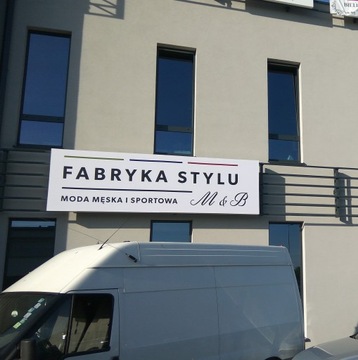 FABRYKA STYLU
MODA MĘSKA I SPORTOWA
M & B